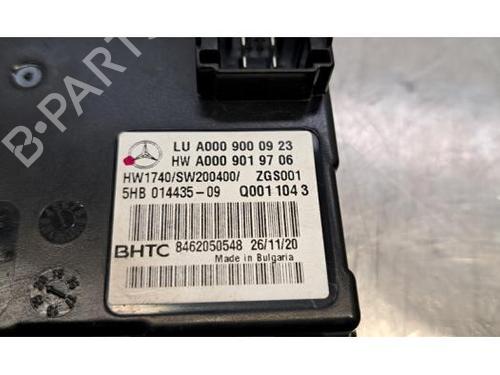 B-PARTS
LU A000 900 09 23
HW A000 901 97 06
HW1740/SW200400/ ZGS001
5HB 014435-09 Q001 104 3
BHTC 8462050548 26/11/20
Made in Bulgaria